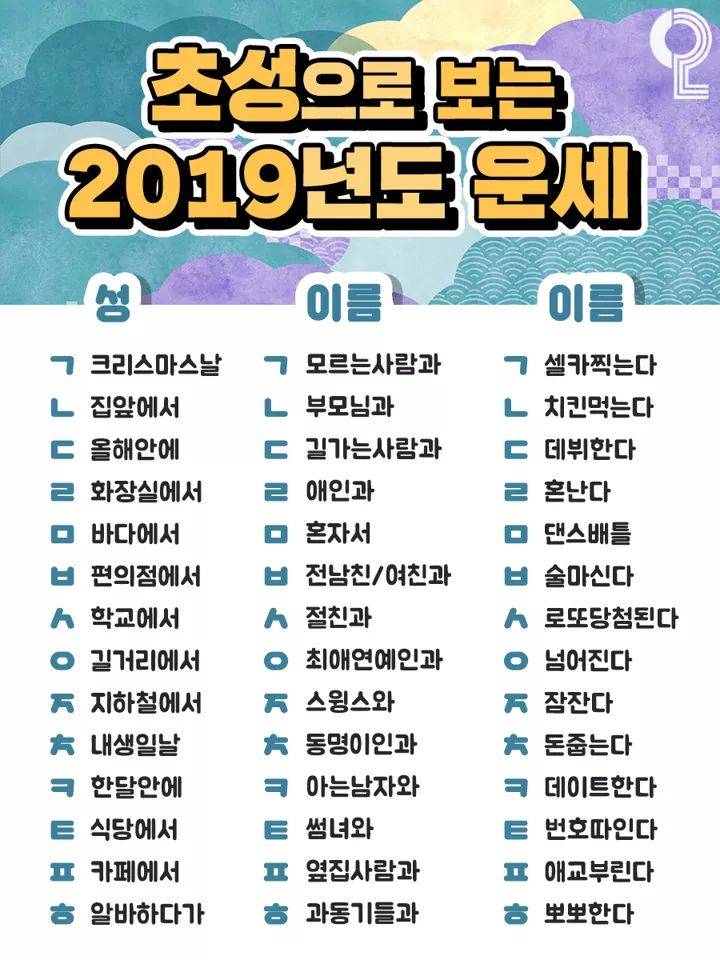 초성으로 보는
2019년도 운세
성 이름 이름
ㄱ 크리스마스날 ㄱ 모르는사람과 ㄱ 셀카찍는다
ㄴ 집앞에서 ㄴ 부모님과 ㄴ 치킨먹는다
ㄷ 올해안에 ㄷ 길가는사람과 ㄷ 데뷔한다
ㄹ 화장실에서 ㄹ 애인과 ㄹ 혼난다
ㅁ 바다에서 ㅁ 혼자서 ㅁ 댄스배틀
ㅂ 편의점에서 ㅂ 전남친/여친과 ㅂ 술마신다
ㅅ 학교에서 ㅅ 절친과 ㅅ 로또당첨된다
ㅇ 길거리에서 ㅇ 최애연예인과 ㅇ 넘어진다
ㅈ 지하철에서 ㅈ 스윙스와 ㅈ 잠잔다
ㅊ 내생일날 ㅊ 동명이인과 ㅊ 돈줍는다
ㅋ 한달안에 ㅋ 아는남자와 ㅋ 데이트한다
ㅌ 식당에서 ㅌ 썸녀와 ㅌ 번호따인다
ㅍ 카페에서 ㅍ 옆집사람과 ㅍ 애교부린다
ㅎ 알바하다가 ㅎ 과동기들과 ㅎ 뽀뽀한다